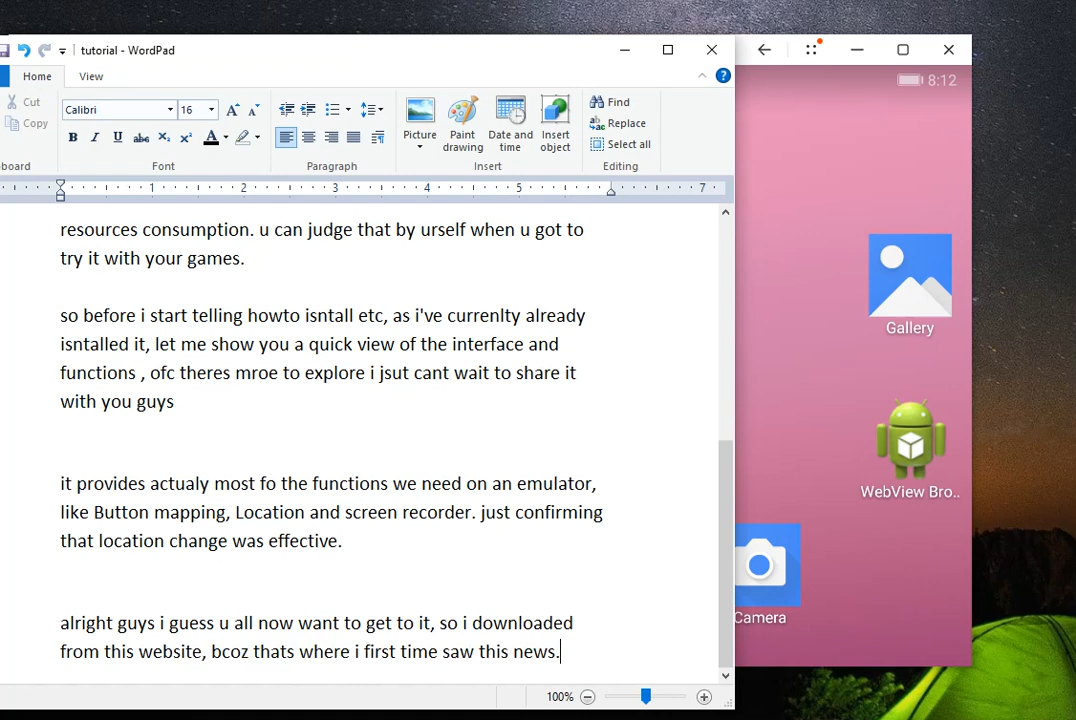 tutorial - WordPad
8:12
Home
View
Cut
Calibri
16
Find
Copy
Replace
Picture
Paint drawing
Date and time
Insert object
Select all
board
Font
Paragraph
Insert
Editing
1 2 3 4 5 7
resources consumption. u can judge that by urself when u got to
try it with your games.
so before i start telling howto isntall etc, as i've currenlty already
isntalled it, let me show you a quick view of the interface and
functions , ofc theres mroe to explore i jsut cant wait to share it
with you guys
it provides actualy most fo the functions we need on an emulator,
like Button mapping, Location and screen recorder. just confirming
that location change was effective.
alright guys i guess u all now want to get to it, so i downloaded
from this website, bcoz thats where i first time saw this news.
100%
Gallery
WebView Bro..
Camera